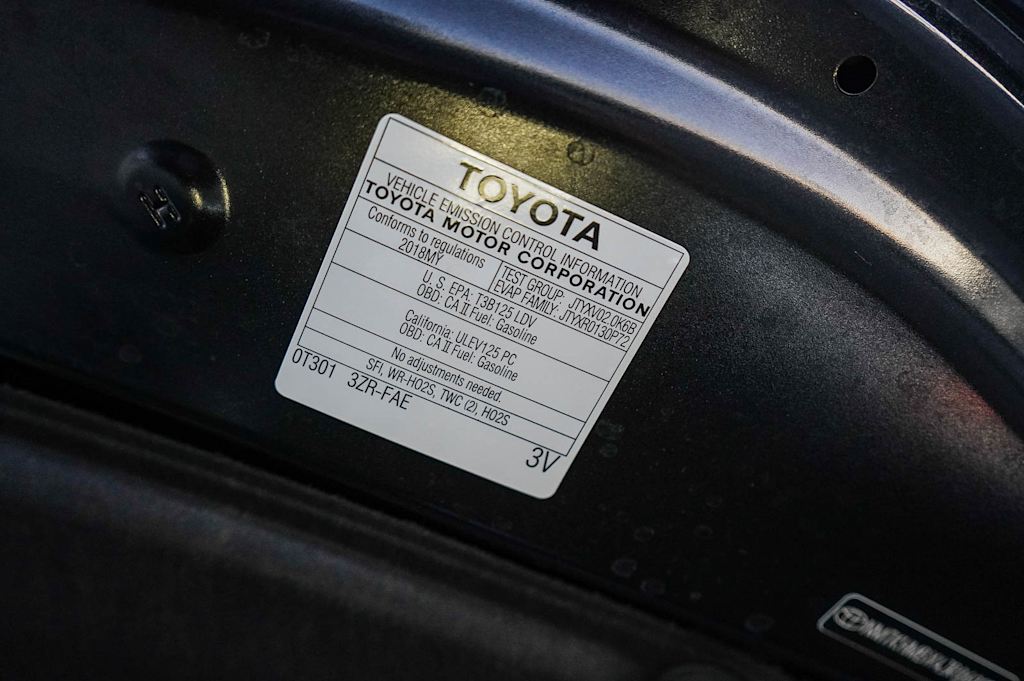 TOYOTA
VEHICLE EMISSION CONTROL INFORMATION
TOYOTA MOTOR CORPORATION
Conforms to regulations
2018MY
TEST GROUP: JTYXV02.0K6B
EVAP FAMILY: JTYXR0130P72
U. S. EPA: T3B125 LDV
OBD: CA II Fuel: Gasoline
California: ULEV125 PC
OBD: CA II Fuel: Gasoline
No adjustments needed.
SFI, WR-HO2S, TWC (2), HO2S
0T301 3ZR-FAE
3V